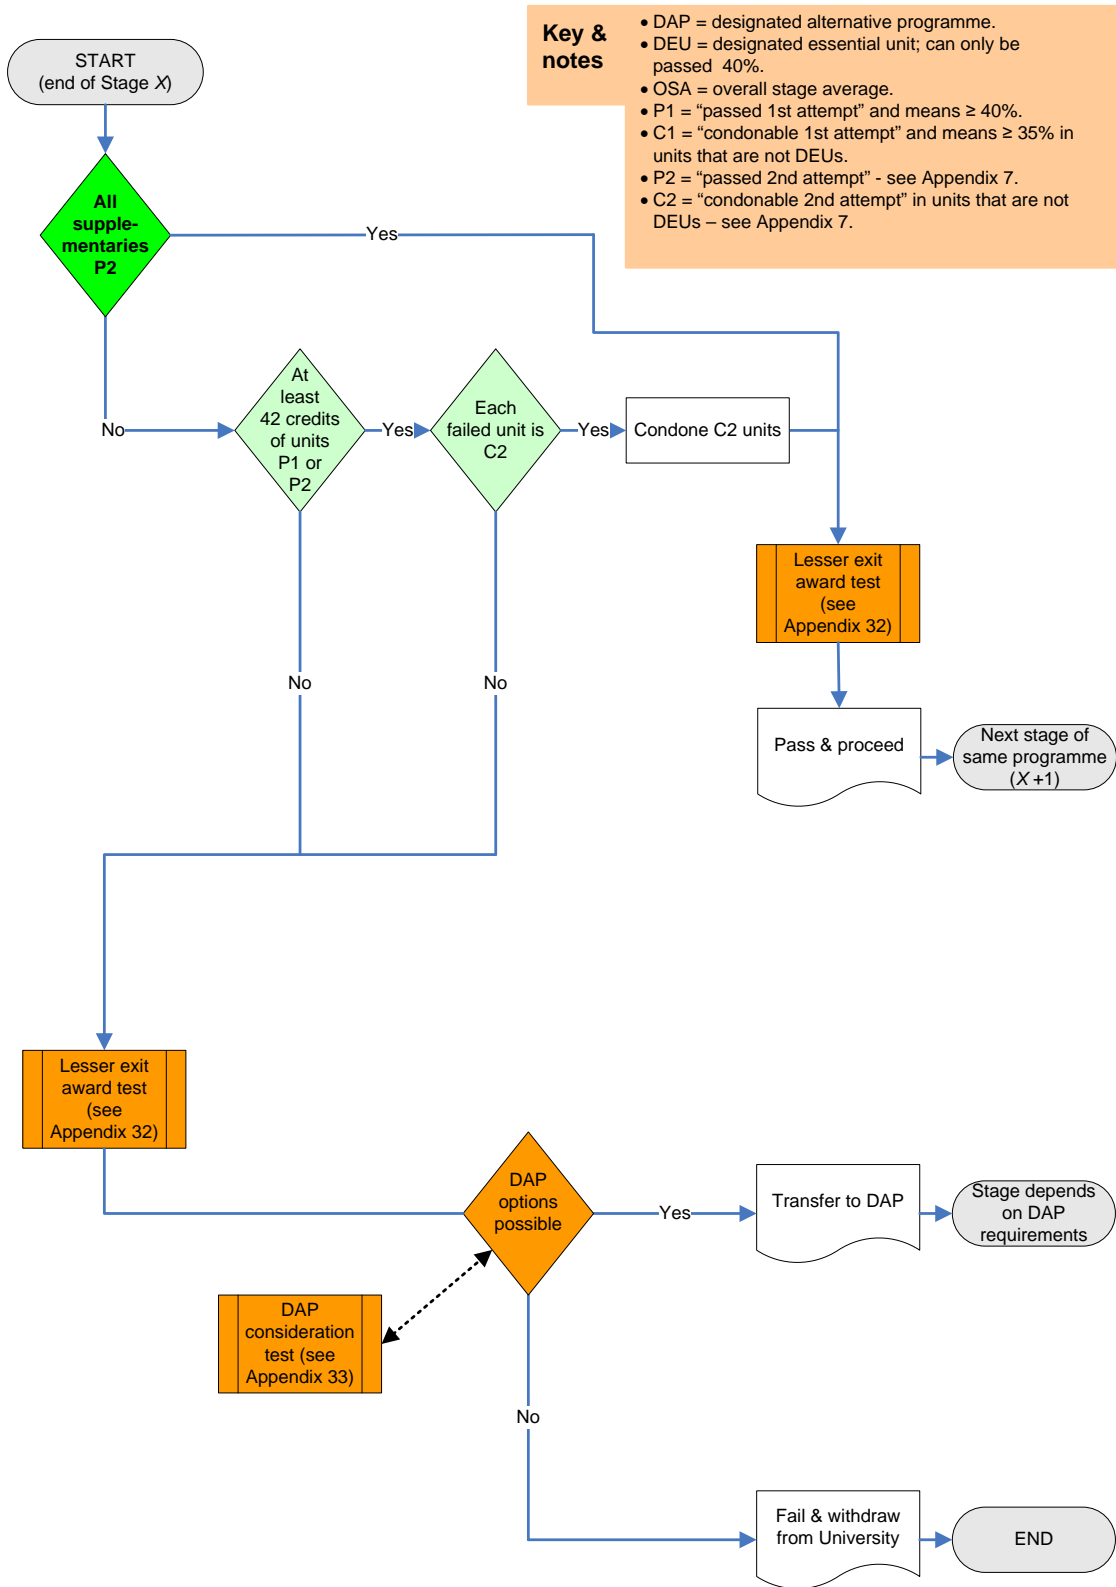 START
(end of Stage X)
Key &
notes
• DAP = designated alternative programme.
• DEU = designated essential unit; can only be
passed 40%.
• OSA = overall stage average.
• P1 = “passed 1st attempt” and means ≥ 40%.
• C1 = “condonable 1st attempt” and means ≥ 35% in
units that are not DEUs.
• P2 = “passed 2nd attempt” - see Appendix 7.
• C2 = “condonable 2nd attempt” in units that are not
DEUs – see Appendix 7.
All
supple-
mentaries
P2
Yes
No
At
least
42 credits
of units
P1 or
P2
Yes
Each
failed unit is
C2
Yes
Condone C2 units
Lesser exit
award test
(see
Appendix 32)
No
No
Pass & proceed
Next stage of
same programme
(X +1)
Lesser exit
award test
(see
Appendix 32)
DAP
options
possible
Yes
Transfer to DAP
Stage depends
on DAP
requirements
DAP
consideration
test (see
Appendix 33)
No
Fail & withdraw
from University
END